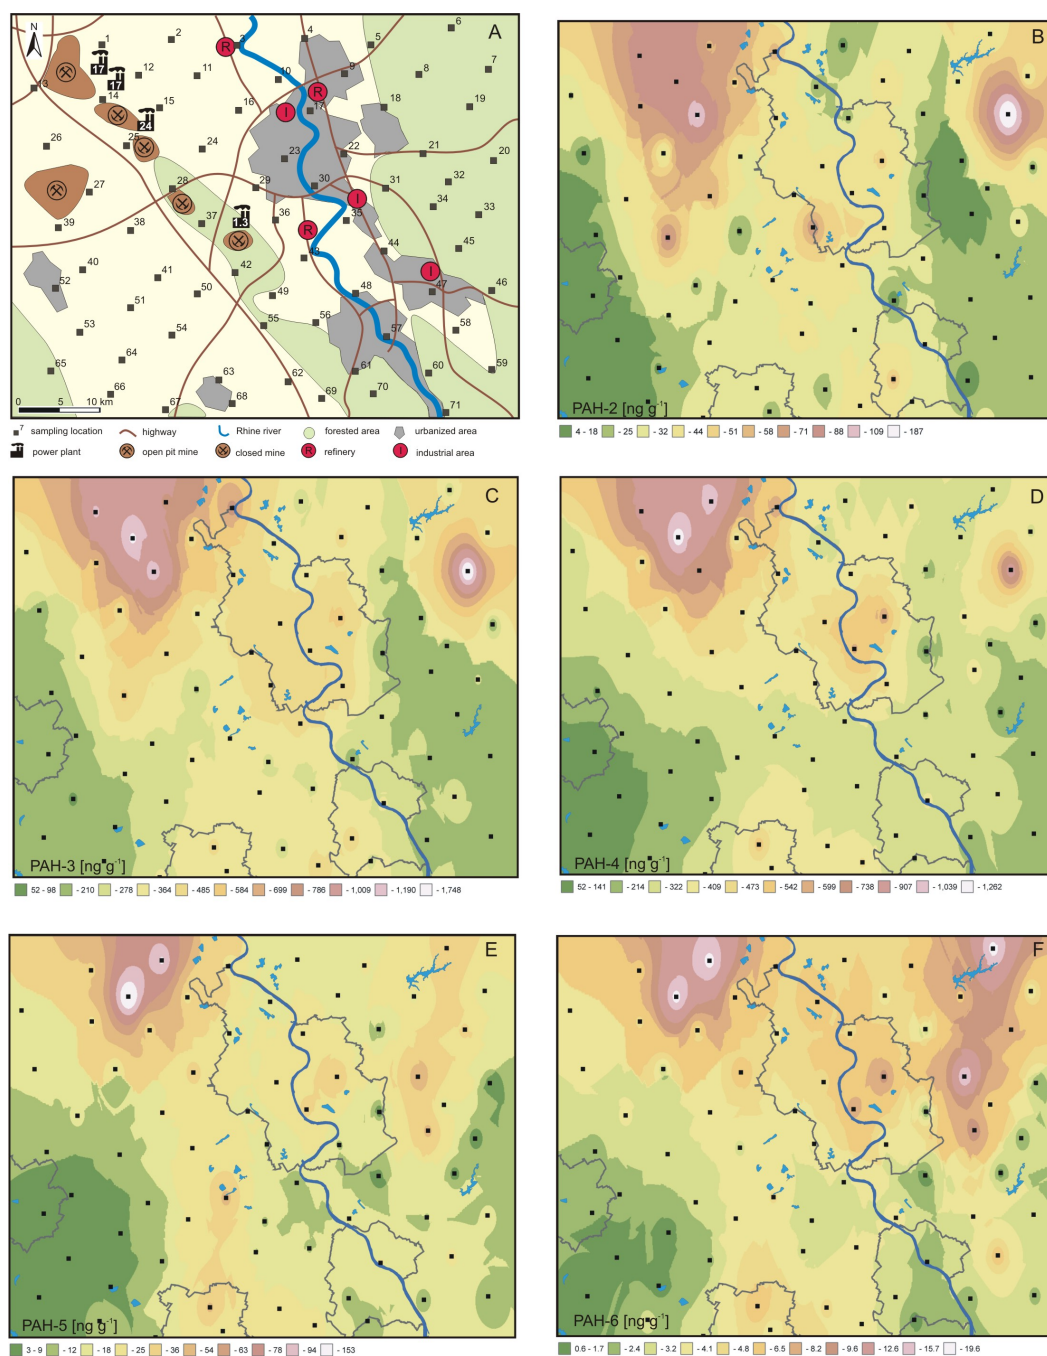 A
N
1
2
3
4
5
6
7
8
9
10
11
12
13
14
15
16
17
18
19
20
21
22
23
24
25
26
27
28
29
30
31
32
33
34
35
36
37
38
39
40
41
42
43
44
45
46
47
48
49
50
51
52
53
54
55
56
57
58
59
60
61
62
63
64
65
66
67
68
69
70
71
17
17
24
1.3
R
R
R
I
I
I
0 5 10 km
7 sampling location highway Rhine river forested area urbanized area
power plant open pit mine closed mine R refinery I industrial area
B
PAH-2 [ng g-1]
4 - 18 - 25 - 32 - 44 - 51 - 58 - 71 - 88 - 109 - 187
C
PAH-3 [ng g-1]
52 - 98 - 210 - 278 - 364 - 485 - 584 - 699 - 786 - 1,009 - 1,190 - 1,748
D
PAH-4 [ng g-1]
52 - 141 - 214 - 322 - 409 - 473 - 542 - 599 - 738 - 907 - 1,039 - 1,262
E
PAH-5 [ng g-1]
3 - 9 - 12 - 18 - 25 - 36 - 54 - 63 - 78 - 94 - 153
F
PAH-6 [ng g-1]
0.6 - 1.7 - 2.4 - 3.2 - 4.1 - 4.8 - 6.5 - 8.2 - 9.6 - 12.6 - 15.7 - 19.6